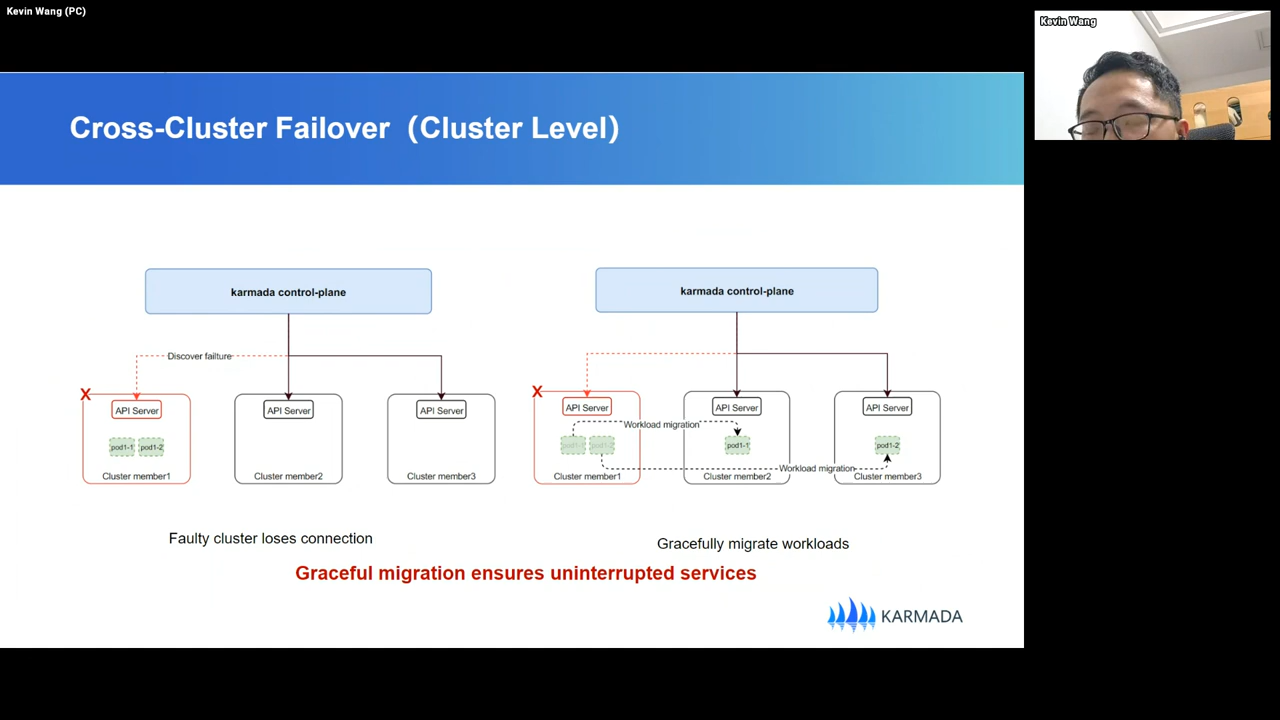 Kevin Wang (PC)
Kevin Wang
Cross-Cluster Failover (Cluster Level)
karmada control-plane
Discover failture
X
API Server
API Server
API Server
pod1-1
pod1-2
Cluster member1
Cluster member2
Cluster member3
Faulty cluster loses connection
karmada control-plane
X
API Server
API Server
API Server
Workload migration
pod1-1
pod1-2
Workload migration
Cluster member1
Cluster member2
Cluster member3
Gracefully migrate workloads
Graceful migration ensures uninterrupted services
KARMADA